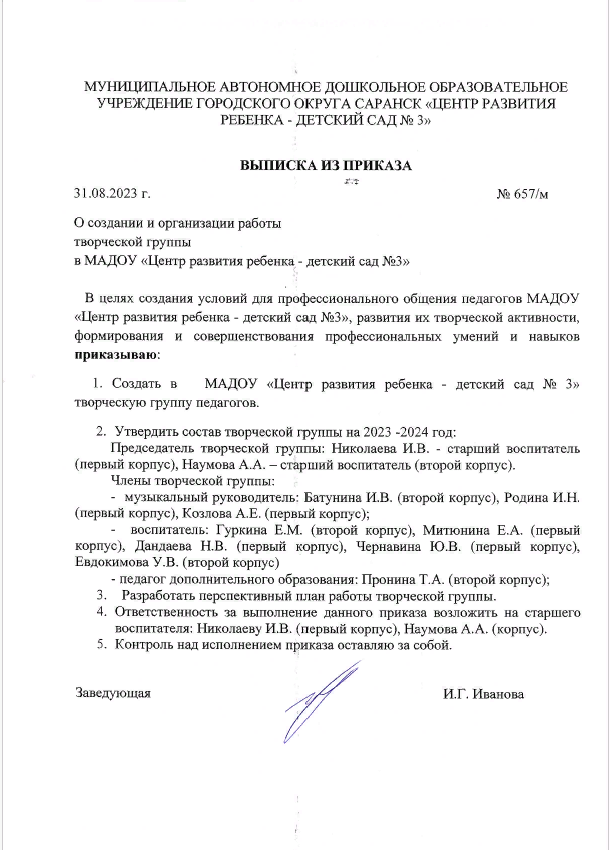 МУНИЦИПАЛЬНОЕ АВТОНОМНОЕ ДОШКОЛЬНОЕ ОБРАЗОВАТЕЛЬНОЕ
УЧРЕЖДЕНИЕ ГОРОДСКОГО ОКРУГА САРАНСК «ЦЕНТР РАЗВИТИЯ
РЕБЕНКА - ДЕТСКИЙ САД № 3»
ВЫПИСКА ИЗ ПРИКАЗА
31.08.2023 г. № 657/м
О создании и организации работы
творческой группы
в МАДОУ «Центр развития ребенка - детский сад №3»
В целях создания условий для профессионального общения педагогов МАДОУ
«Центр развития ребенка - детский сад №3», развития их творческой активности,
формирования и совершенствования профессиональных умений и навыков
приказываю:
1. Создать в МАДОУ «Центр развития ребенка - детский сад № 3»
творческую группу педагогов.
2. Утвердить состав творческой группы на 2023 -2024 год:
Председатель творческой группы: Николаева И.В. - старший воспитатель
(первый корпус), Наумова А.А. – старший воспитатель (второй корпус).
Члены творческой группы:
- музыкальный руководитель: Батунина И.В. (второй корпус), Родина И.Н.
(первый корпус), Козлова А.Е. (первый корпус);
- воспитатель: Гуркина Е.М. (второй корпус), Митюнина Е.А. (первый
корпус), Дандаева Н.В. (первый корпус), Чернавина Ю.В. (первый корпус),
Евдокимова У.В. (второй корпус)
- педагог дополнительного образования: Пронина Т.А. (второй корпус);
3. Разработать перспективный план работы творческой группы.
4. Ответственность за выполнение данного приказа возложить на старшего
воспитателя: Николаеву И.В. (первый корпус), Наумова А.А. (корпус).
5. Контроль над исполнением приказа оставляю за собой.
Заведующая И.Г. Иванова